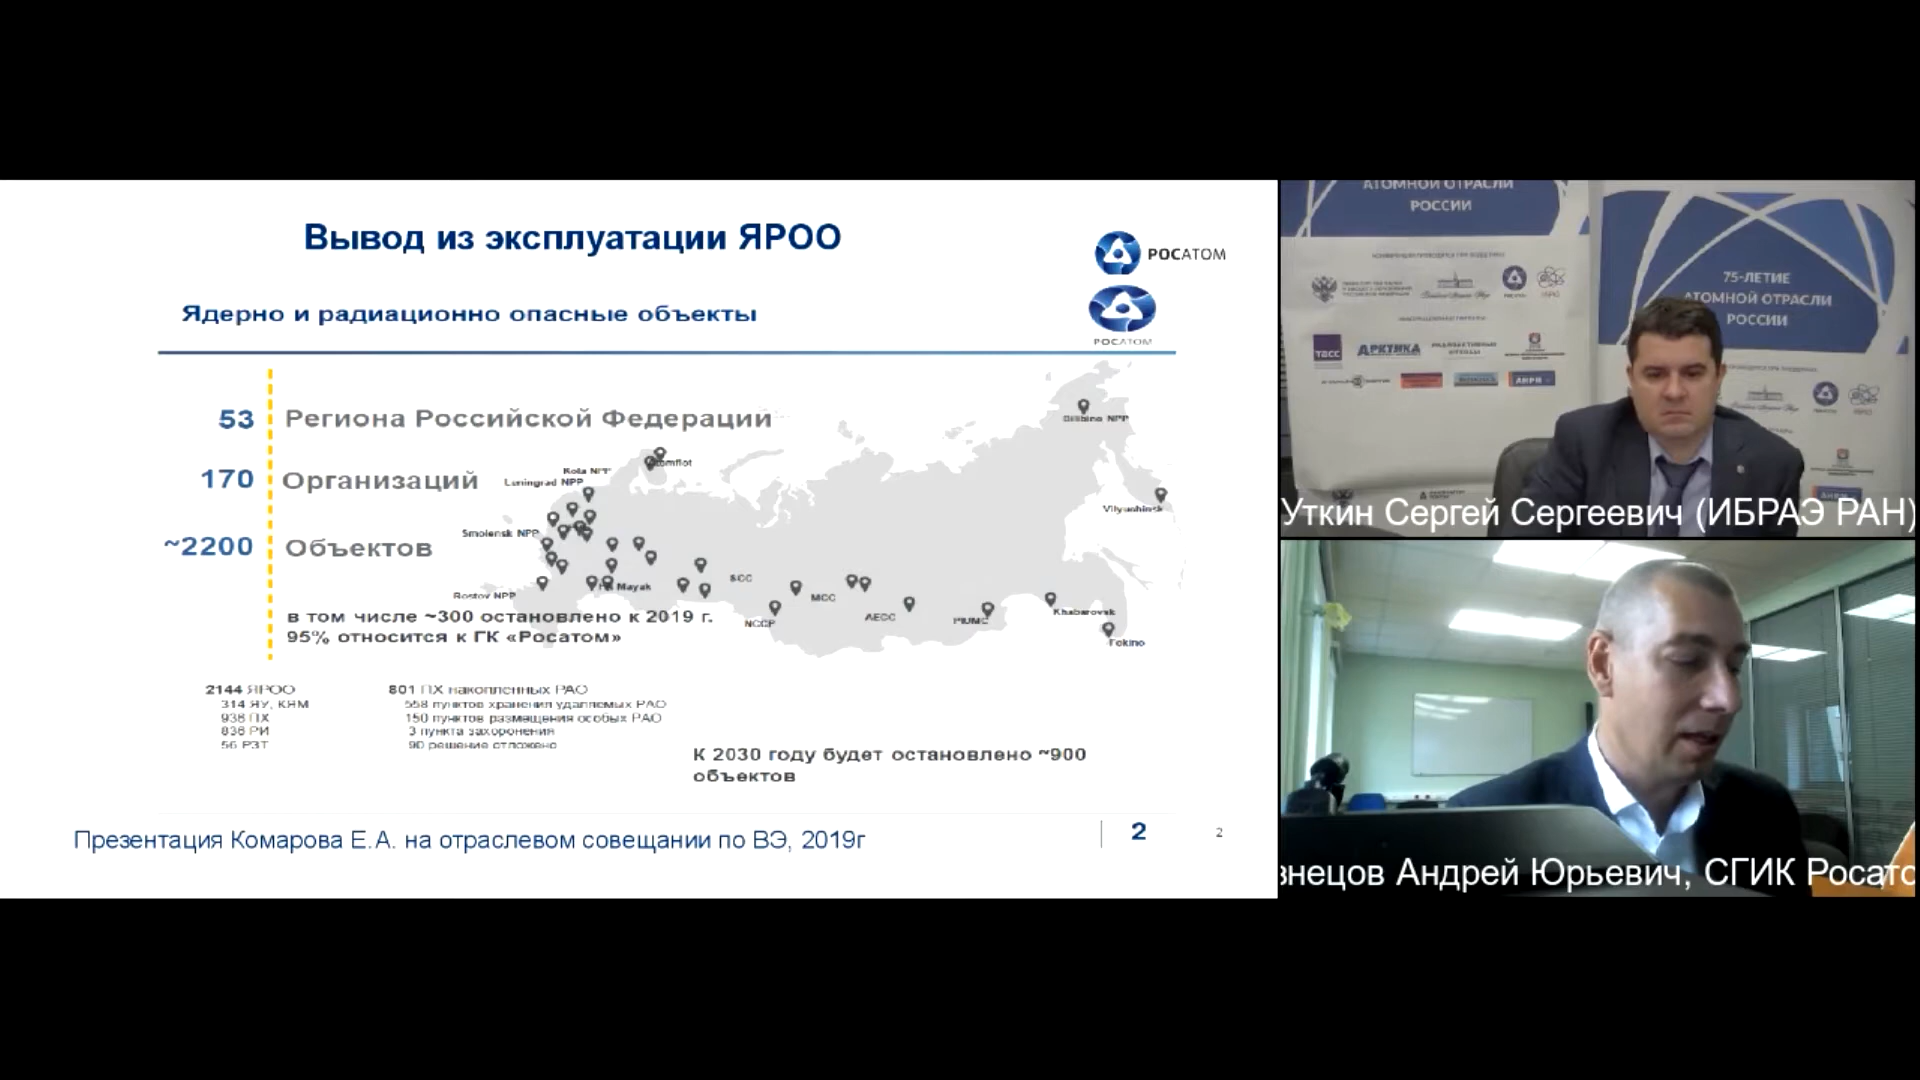 Вывод из эксплуатации ЯРОО
РОСАТОМ
РОСАТОМ
Ядерно и радиационно опасные объекты
53 Региона Российской Федерации
170 Организаций
~2200 Объектов
в том числе ~300 остановлено к 2019 г.
95% относится к ГК «Росатом»
Bilibino NPP
Atomflot
Kola NPP
Leningrad NPP
Vilyuchinsk
Smolensk NPP
Mayak
SCC
Rostov NPP
MCC
NCCP
AECC
PIUMC
Khabarovsk
Fokino
2144 ЯРОО
314 ЯУ, КЯМ
938 ПХ
836 РИ
56 РЗТ
801 ПХ накопленных РАО
558 пунктов хранения удаляемых РАО
150 пунктов размещения особых РАО
3 пункта захоронения
90 решение отложено
К 2030 году будет остановлено ~900
объектов
Презентация Комарова Е.А. на отраслевом совещании по ВЭ, 2019г
2
2
АТОМНОЙ ОТРАСЛИ
РОССИИ
75-ЛЕТИЕ
АТОМНОЙ ОТРАСЛИ
РОССИИ
ТАСС
АРКТИКА
Уткин Сергей Сергеевич (ИБРАЭ РАН)
знецов Андрей Юрьевич, СГИК Росато